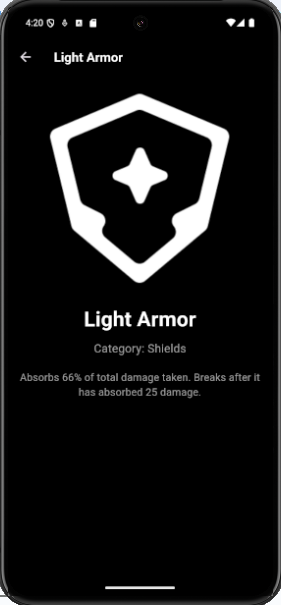 4:20
Light Armor
Light Armor
Category: Shields
Absorbs 66% of total damage taken. Breaks after it
has absorbed 25 damage.